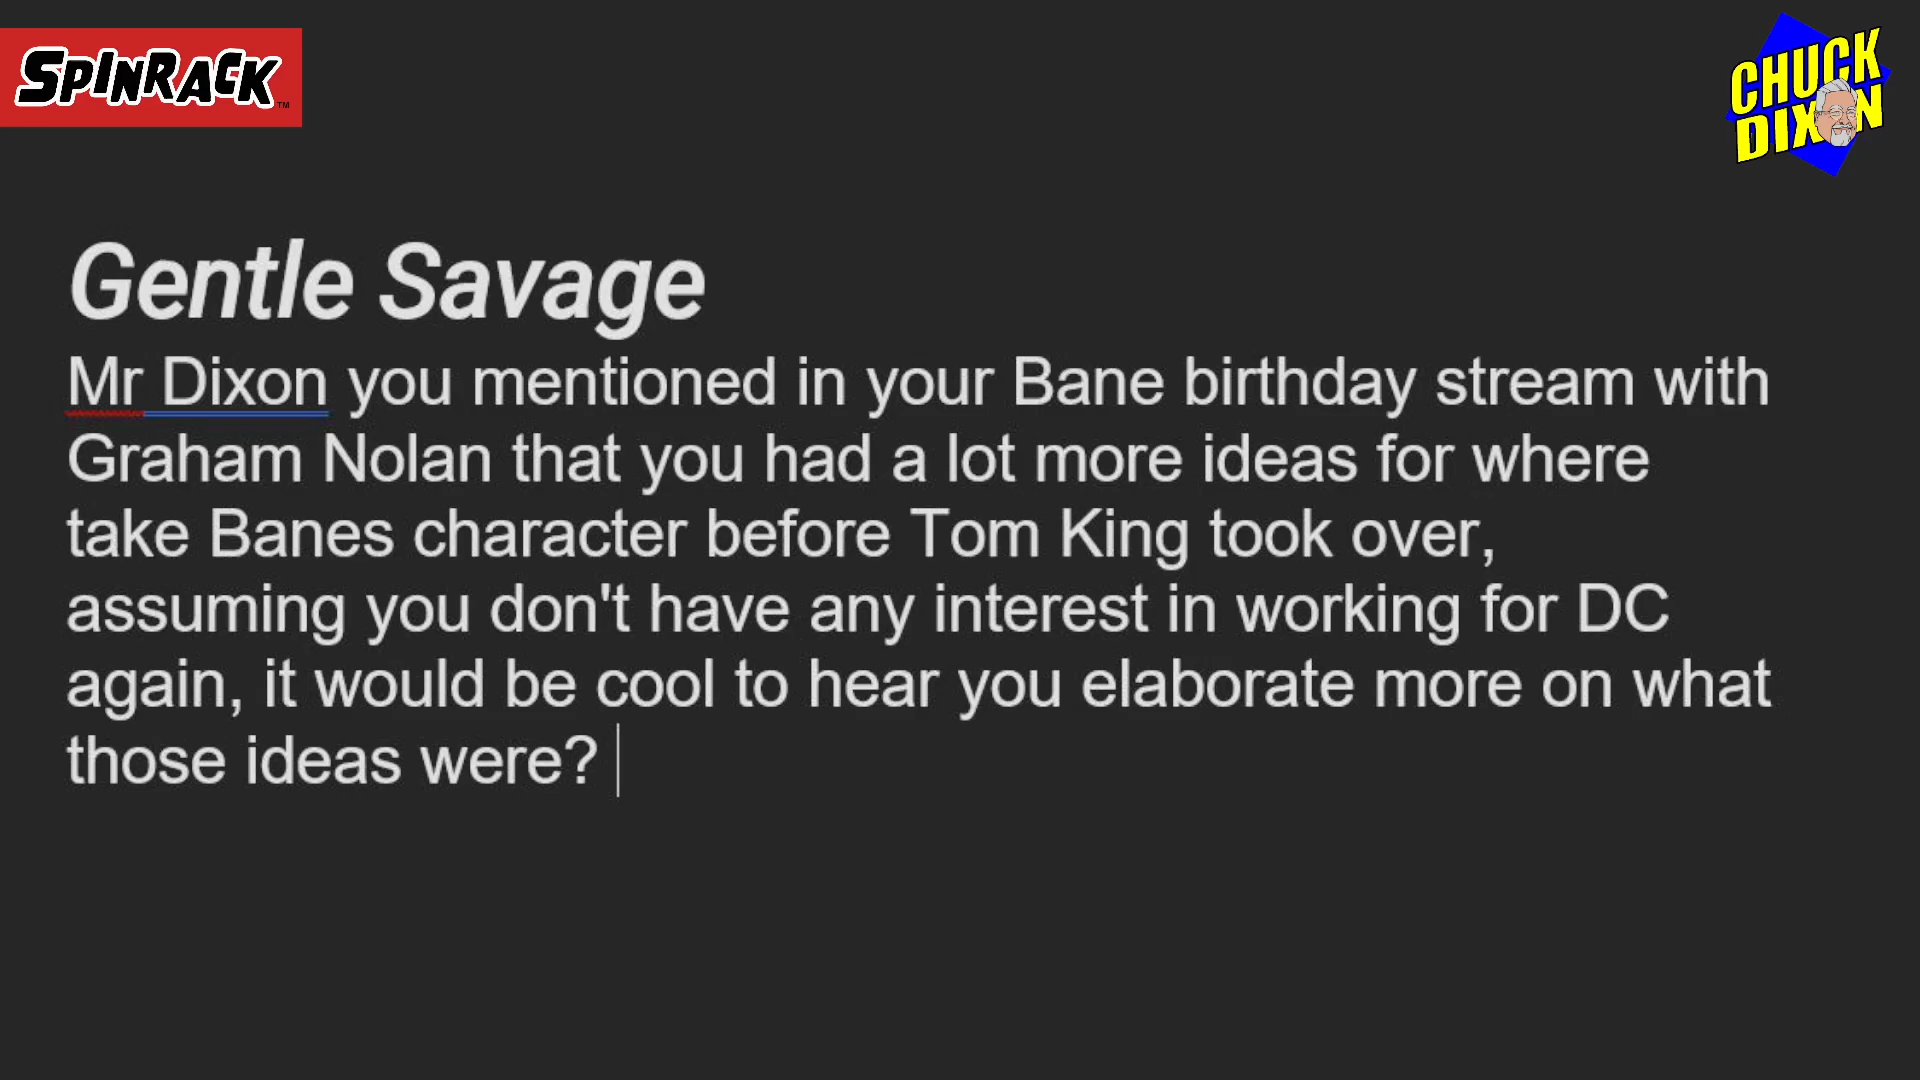 SPINRACK™
CHUCK
DIXON
Gentle Savage
Mr Dixon you mentioned in your Bane birthday stream with
Graham Nolan that you had a lot more ideas for where
take Banes character before Tom King took over,
assuming you don't have any interest in working for DC
again, it would be cool to hear you elaborate more on what
those ideas were?